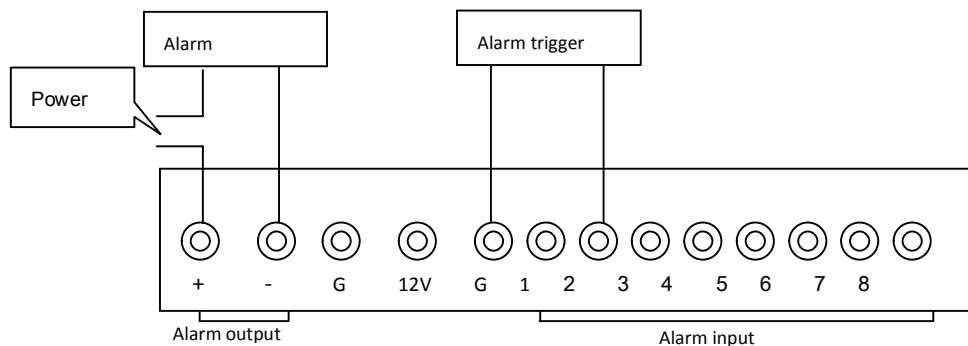 Alarm
Alarm trigger
Power
+ - G 12V G 1 2 3 4 5 6 7 8
Alarm output
Alarm input